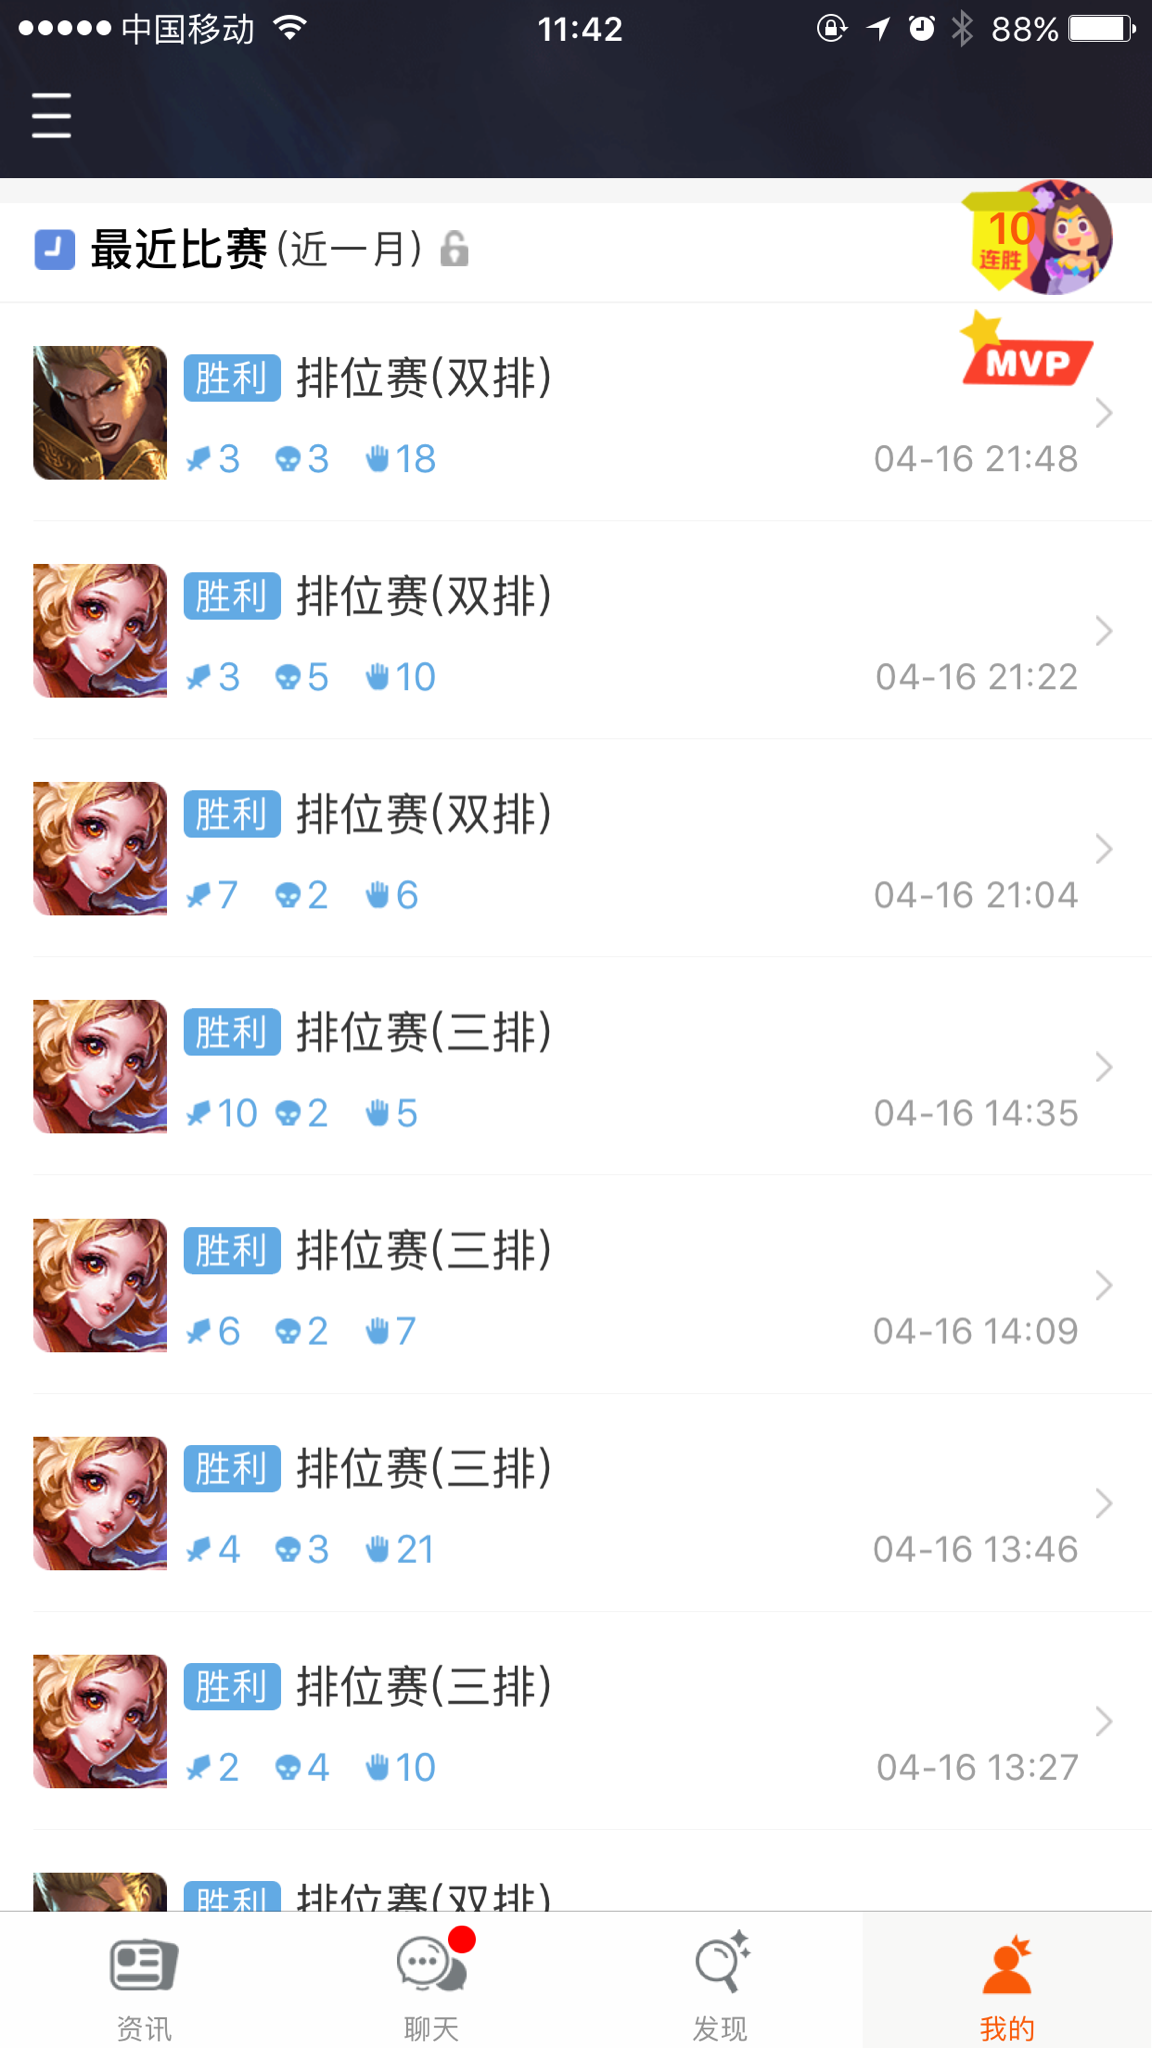 中国移动 11:42 88%
最近比赛(近一月)
10
连胜
胜利 排位赛(双排)
MVP
3 3 18 04-16 21:48
胜利 排位赛(双排)
3 5 10 04-16 21:22
胜利 排位赛(双排)
7 2 6 04-16 21:04
胜利 排位赛(三排)
10 2 5 04-16 14:35
胜利 排位赛(三排)
6 2 7 04-16 14:09
胜利 排位赛(三排)
4 3 21 04-16 13:46
胜利 排位赛(三排)
2 4 10 04-16 13:27
胜利 排位赛(双排)
资讯 聊天 发现 我的